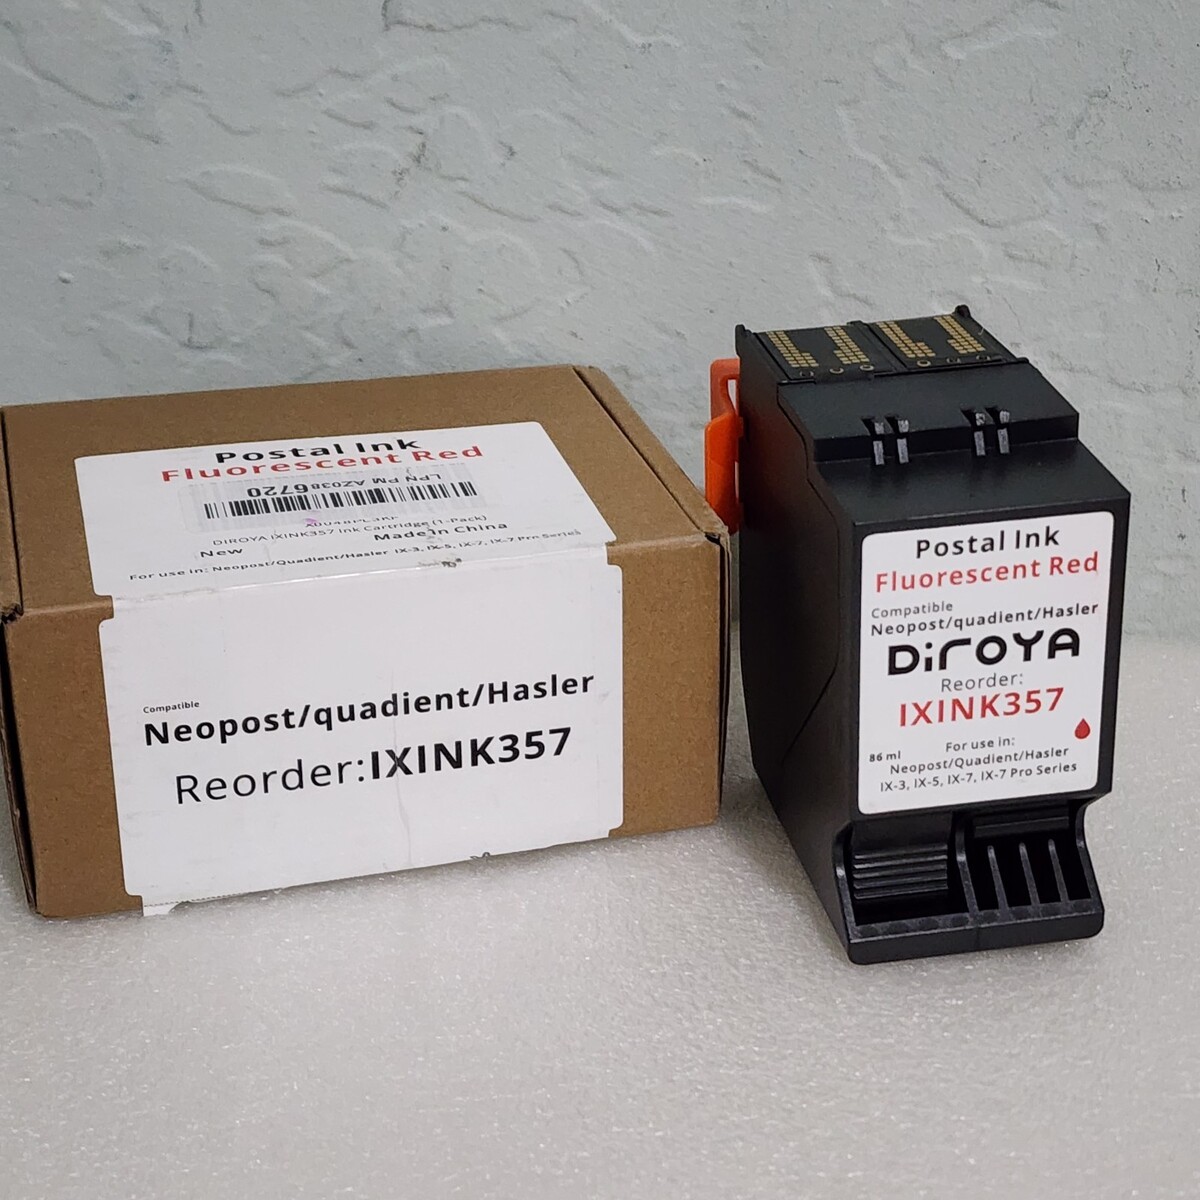 Postal Ink
Fluorescent Red
LPN PM AZ0386720
DIROYA IXINK357 Ink Cartridge (1-Pack)
New
Made in China
For use in: Neopost/Quadient/Hasler IX-3, IX-5, IX-7, IX-7 Pro Series
Compatible
Neopost/quadient/Hasler
Reorder:IXINK357
Postal Ink
Fluorescent Red
Compatible
Neopost/quadient/Hasler
DiroYA
Reorder:
IXINK357
86 ml
For use in:
Neopost/Quadient/Hasler
IX-3, IX-5, IX-7, IX-7 Pro Series